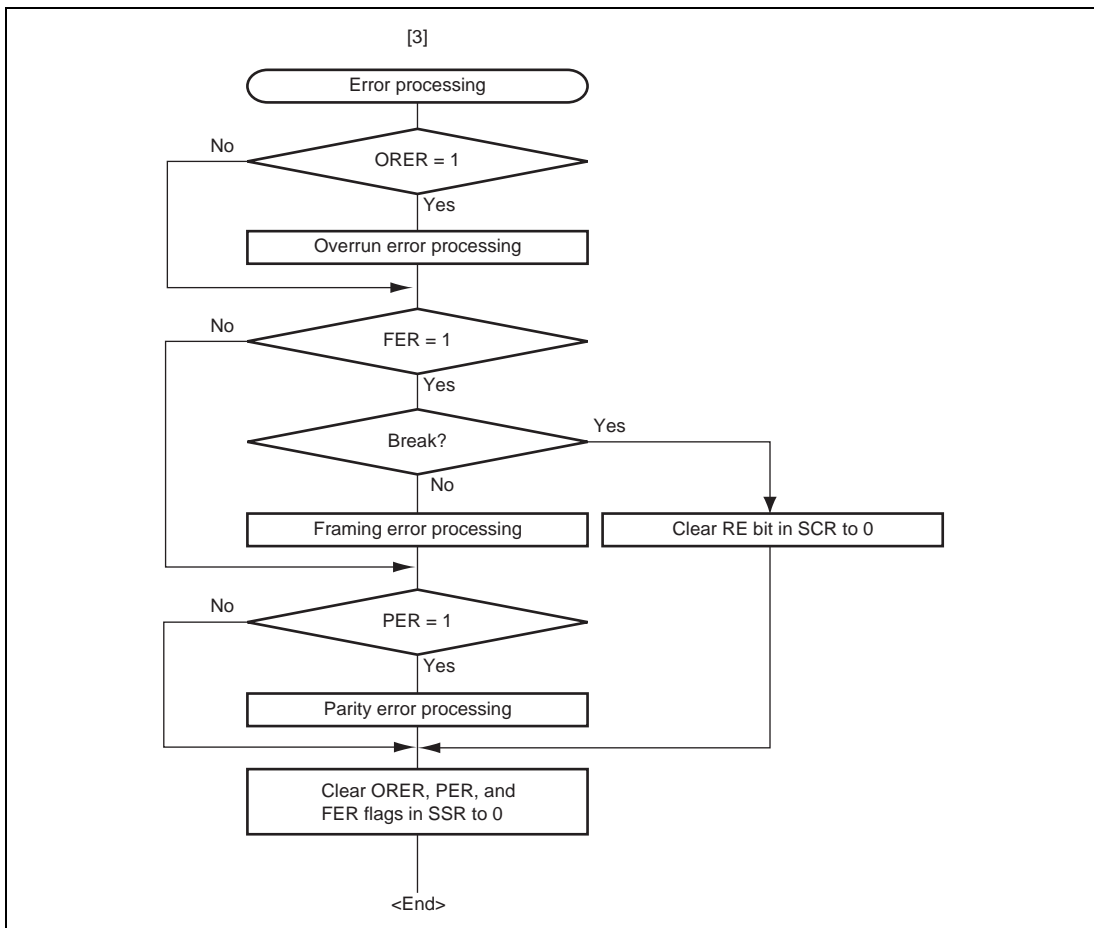 [3]
Error processing
No
ORER = 1
Yes
Overrun error processing
No
FER = 1
Yes
Break?
Yes
No
Framing error processing
Clear RE bit in SCR to 0
No
PER = 1
Yes
Parity error processing
Clear ORER, PER, and
FER flags in SSR to 0
<End>